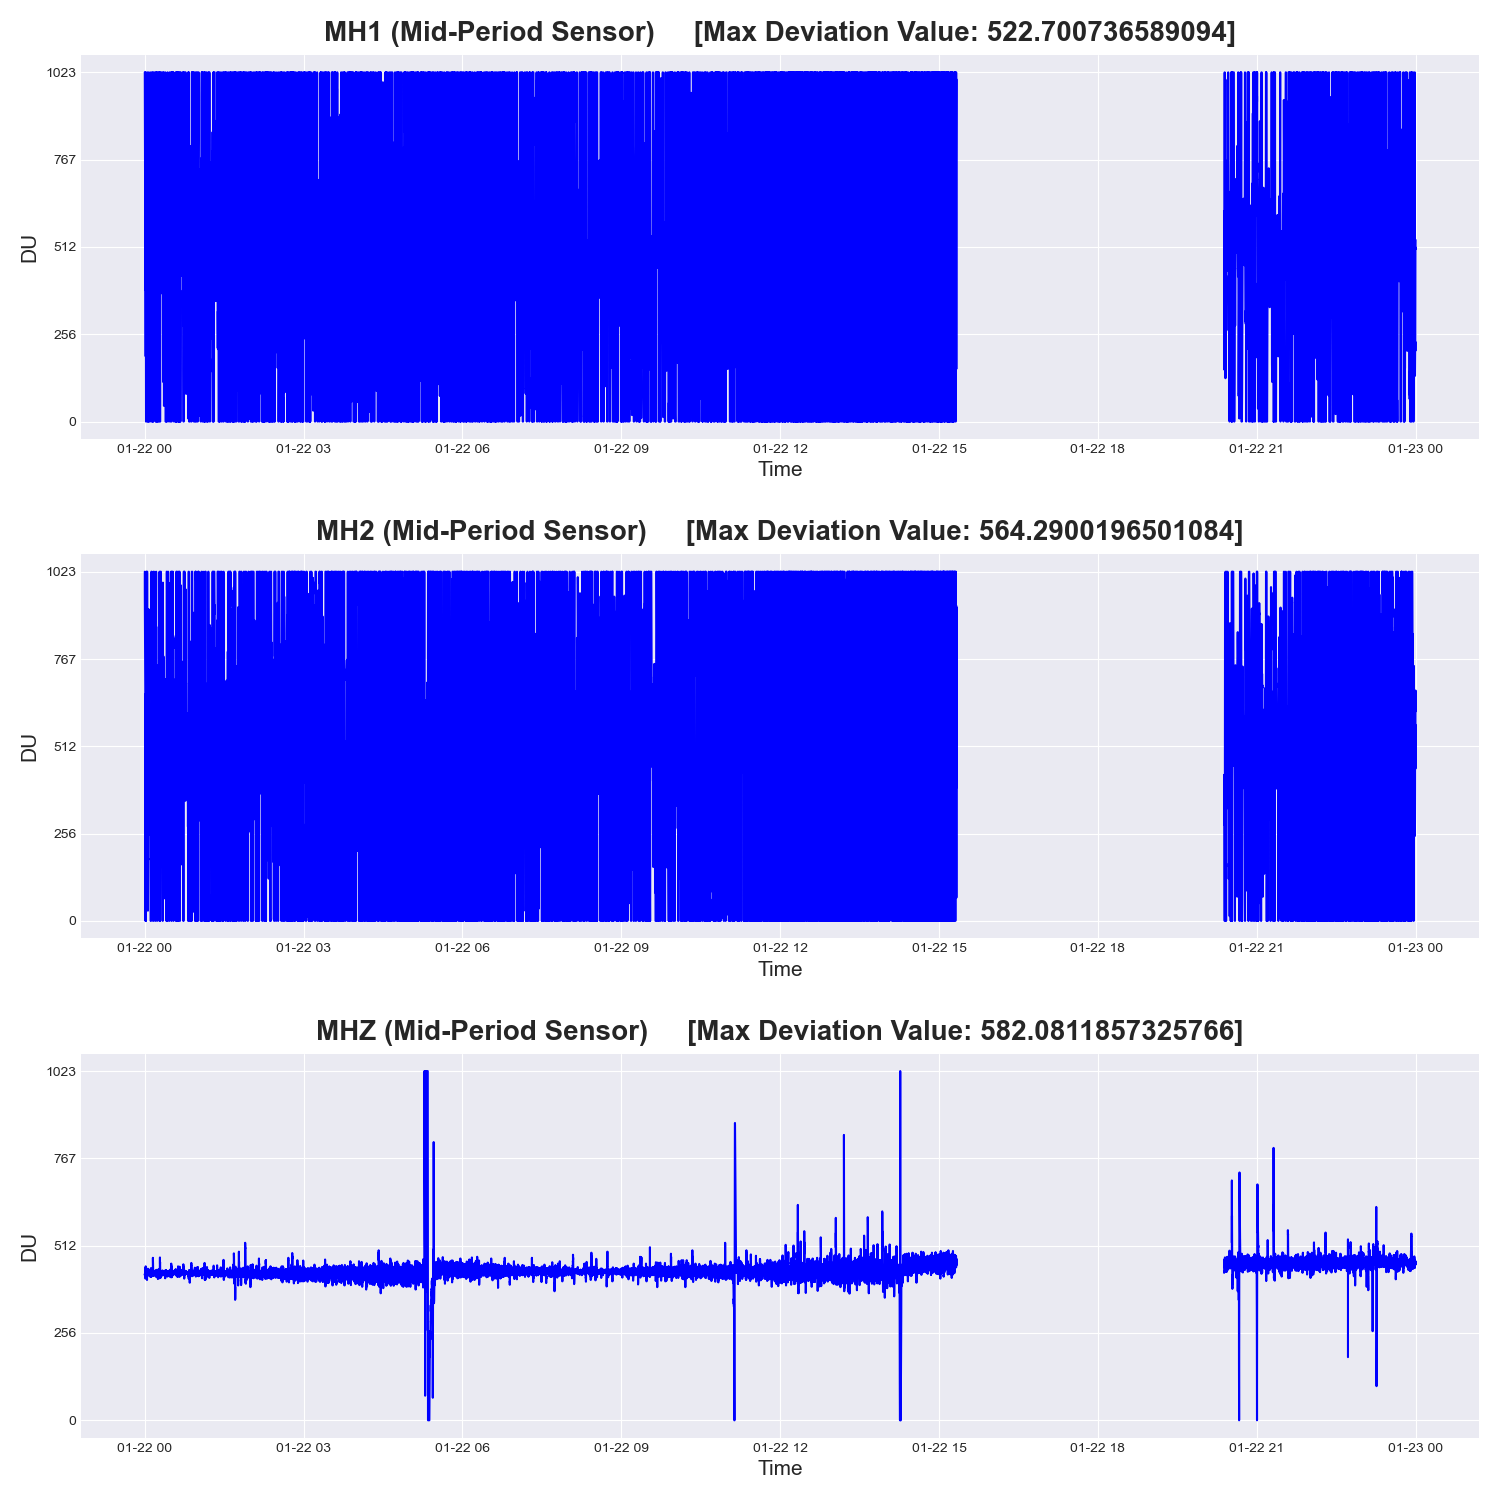 MH1 (Mid-Period Sensor) [Max Deviation Value: 522.700736589094]
1023
767
512
256
0
DU
01-22 00 01-22 03 01-22 06 01-22 09 01-22 12 01-22 15 01-22 18 01-22 21 01-23 00
Time
MH2 (Mid-Period Sensor) [Max Deviation Value: 564.2900196501084]
1023
767
512
256
0
DU
01-22 00 01-22 03 01-22 06 01-22 09 01-22 12 01-22 15 01-22 18 01-22 21 01-23 00
Time
MHZ (Mid-Period Sensor) [Max Deviation Value: 582.0811857325766]
1023
767
512
256
0
DU
01-22 00 01-22 03 01-22 06 01-22 09 01-22 12 01-22 15 01-22 18 01-22 21 01-23 00
Time